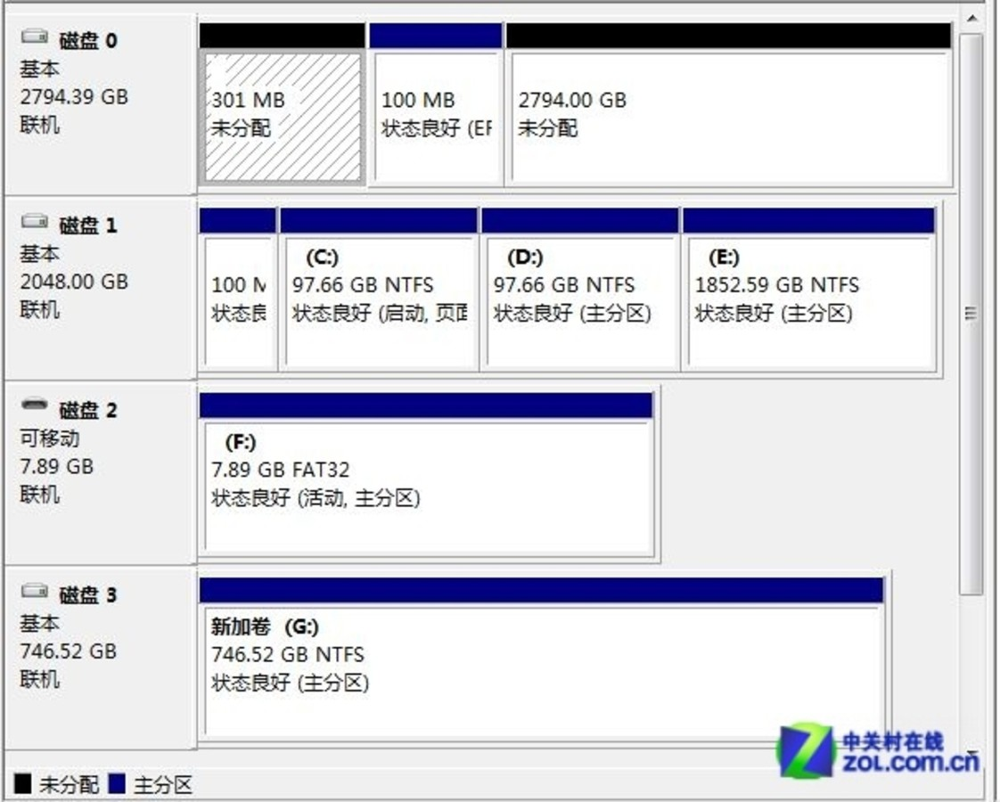 磁盘 0
基本
2794.39 GB
联机
301 MB
未分配
100 MB
状态良好 (EF
2794.00 GB
未分配
磁盘 1
基本
2048.00 GB
联机
100 M
状态良
(C:)
97.66 GB NTFS
状态良好 (启动, 页面
(D:)
97.66 GB NTFS
状态良好 (主分区)
(E:)
1852.59 GB NTFS
状态良好 (主分区)
磁盘 2
可移动
7.89 GB
联机
(F:)
7.89 GB FAT32
状态良好 (活动, 主分区)
磁盘 3
基本
746.52 GB
联机
新加卷 (G:)
746.52 GB NTFS
状态良好 (主分区)
未分配 主分区
Z 中关村在线
ZOL.COM.CN